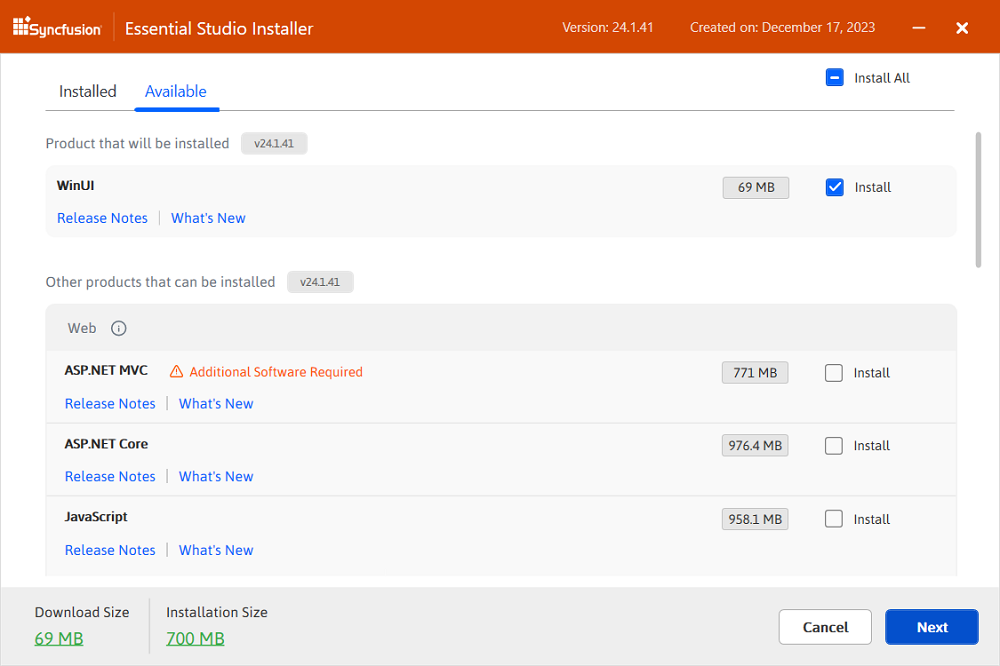 Syncfusion Essential Studio Installer Version: 24.1.41 Created on: December 17, 2023
Installed Available Install All
Product that will be installed v24.1.41
WinUI 69 MB Install
Release Notes What's New
Other products that can be installed v24.1.41
Web
ASP.NET MVC Additional Software Required 771 MB Install
Release Notes What's New
ASP.NET Core 976.4 MB Install
Release Notes What's New
JavaScript 958.1 MB Install
Release Notes What's New
Download Size Installation Size
69 MB 700 MB
Cancel Next